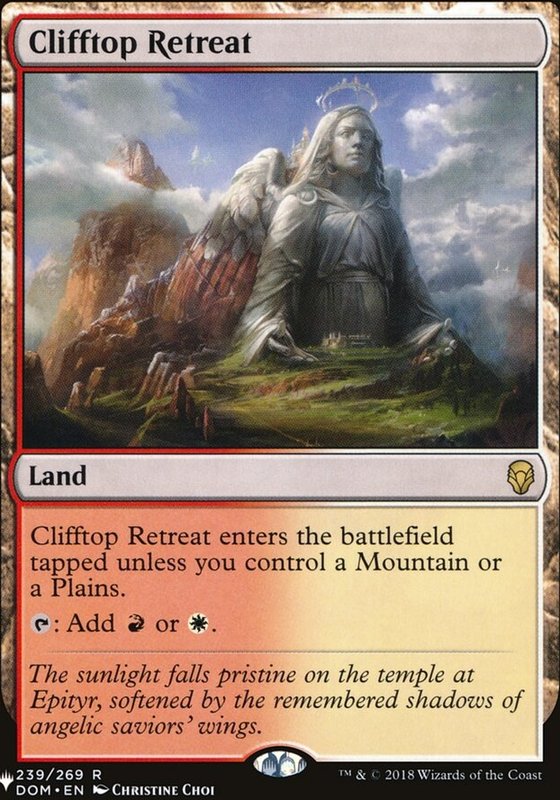 Clifftop Retreat
Land
Clifftop Retreat enters the battlefield
tapped unless you control a Mountain or
a Plains.
: Add or .
The sunlight falls pristine on the temple at
Epityr, softened by the remembered shadows of
angelic saviors’ wings.
239/269 R
DOM • EN Christine Choi
™ & © 2018 Wizards of the Coast